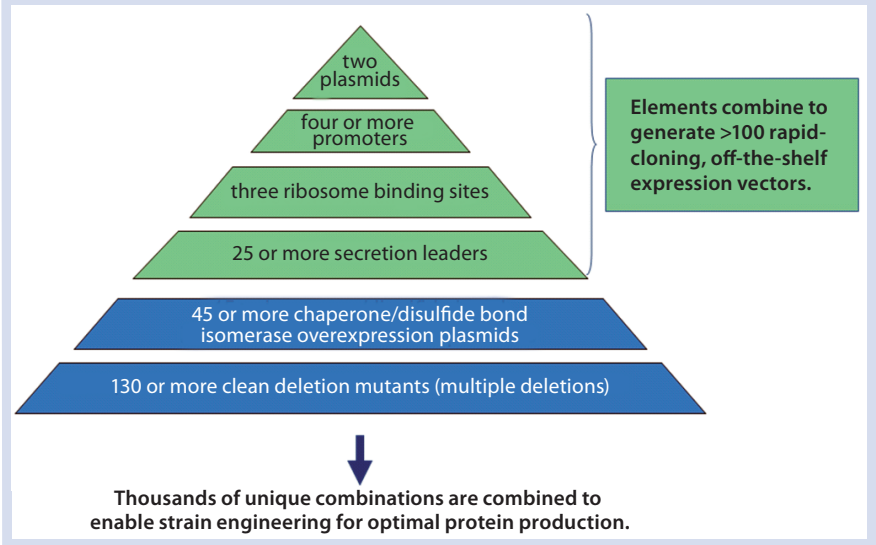 two
plasmids
four or more
promoters
three ribosome binding sites
25 or more secretion leaders
45 or more chaperone/disulfide bond
isomerase overexpression plasmids
130 or more clean deletion mutants (multiple deletions)
Elements combine to
generate >100 rapid-
cloning, off-the-shelf
expression vectors.
Thousands of unique combinations are combined to
enable strain engineering for optimal protein production.